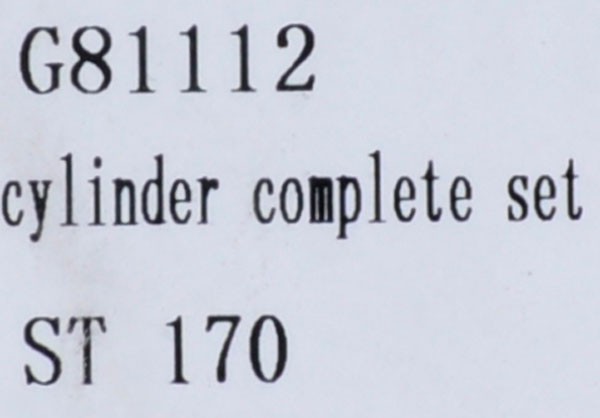 G81112
cylinder complete set
ST 170